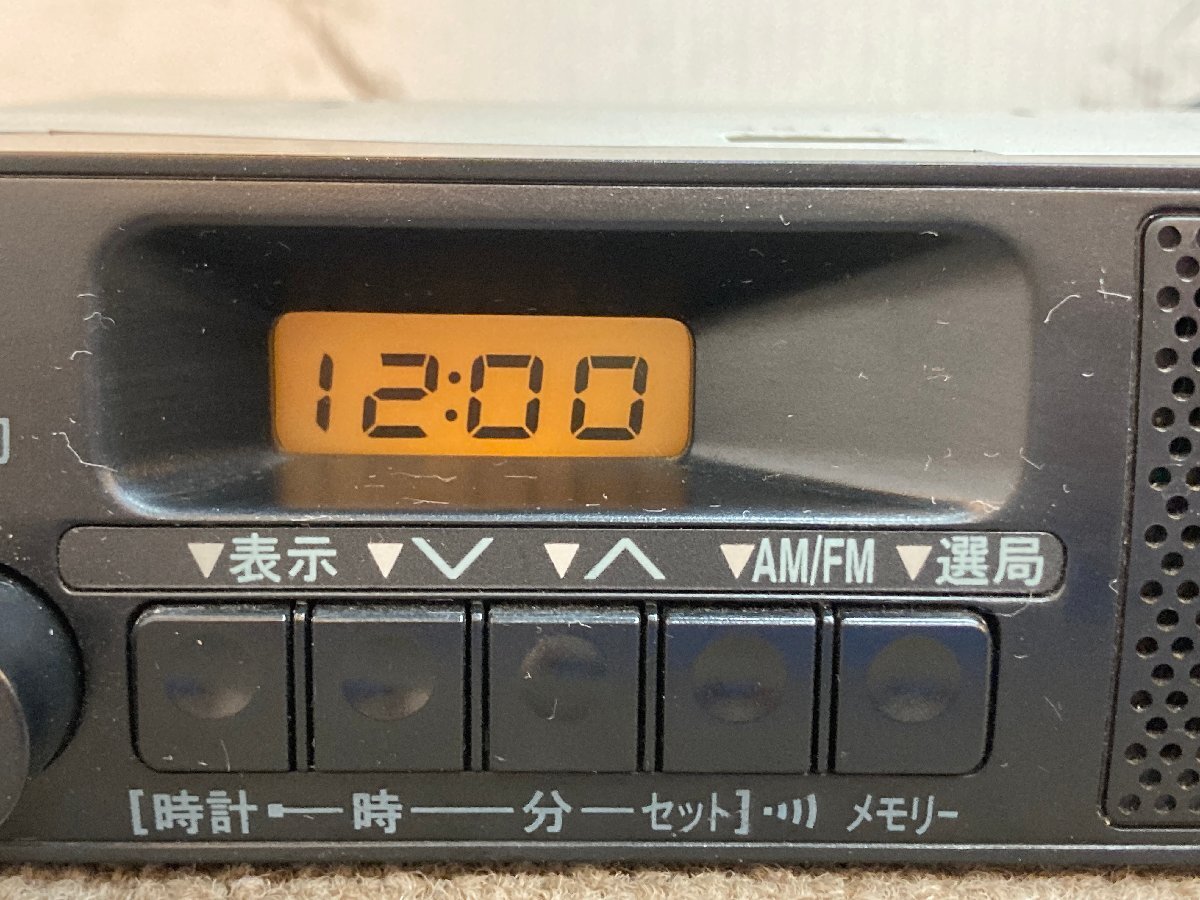 12:00
▼表示 ▼∨ ▼∧ ▼AM/FM ▼選局
[時計 時 分 セット] メモリー